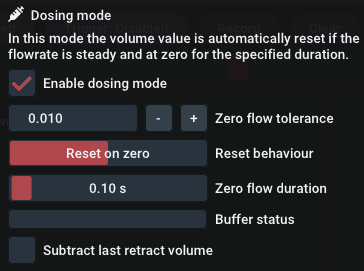 Dosing mode
In this mode the volume value is automatically reset if the
flowrate is steady and at zero for the specified duration.
Enable dosing mode
0.010 - + Zero flow tolerance
Reset on zero Reset behaviour
0.10 s Zero flow duration
Buffer status
Subtract last retract volume